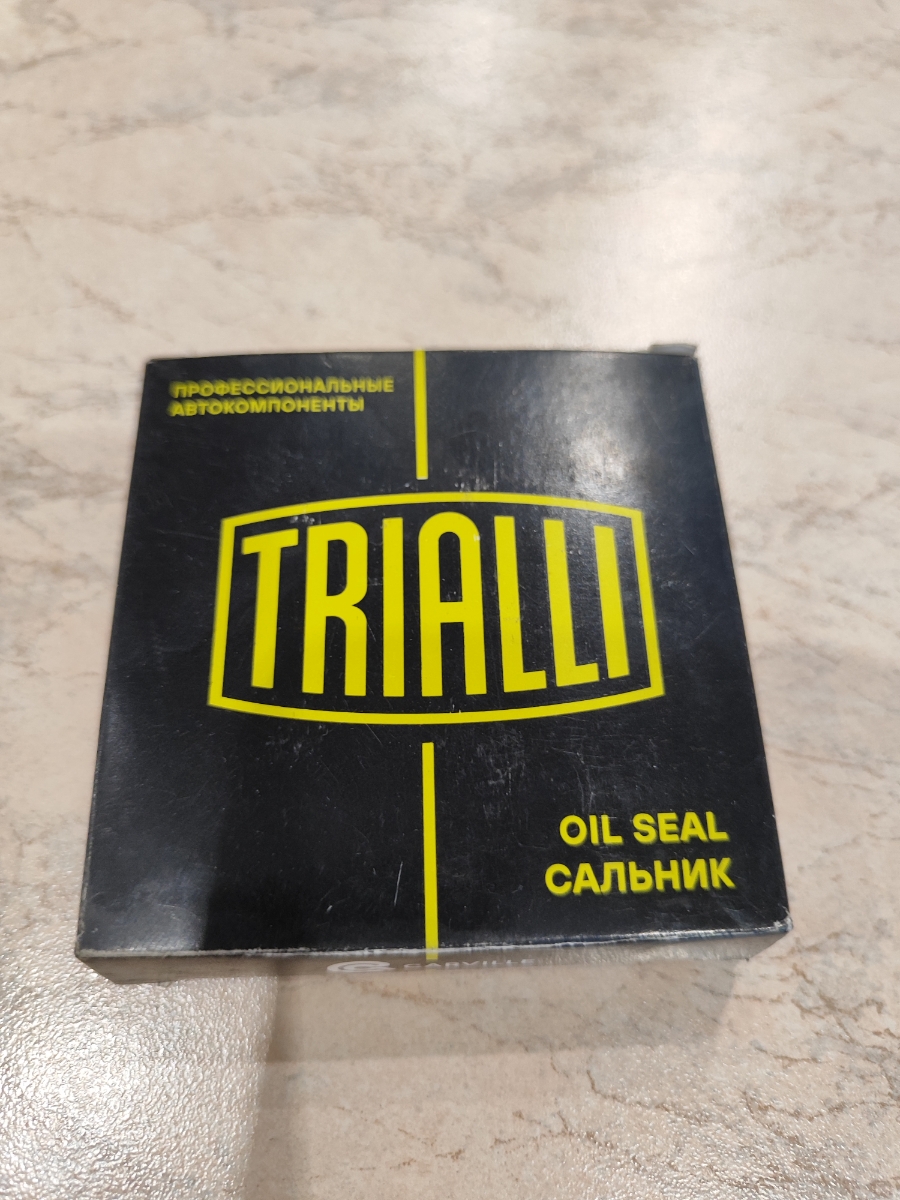 ПРОФЕССИОНАЛЬНЫЕ
АВТОКОМПОНЕНТЫ
TRIALLI
OIL SEAL
САЛЬНИК